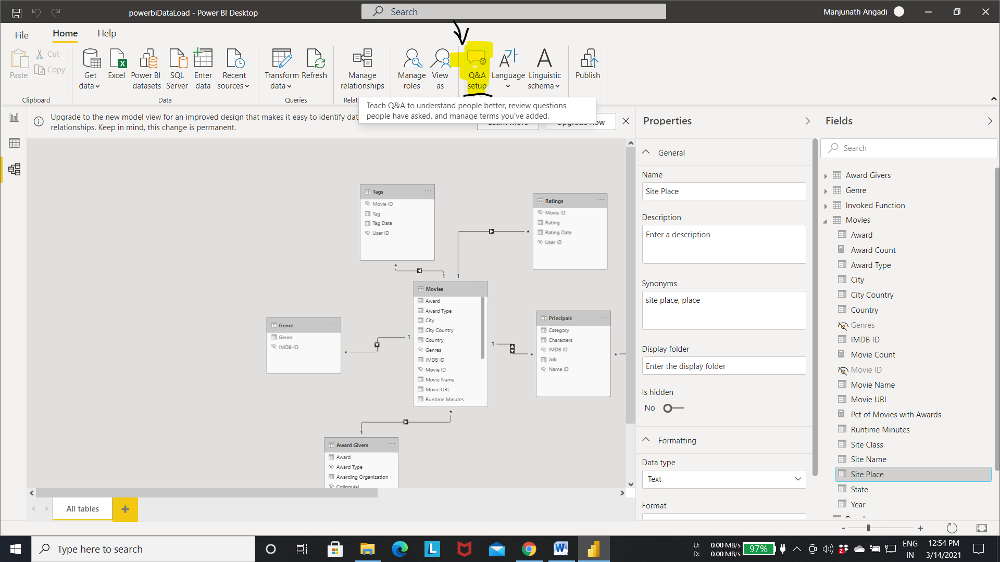 powerbiDataLoad - Power BI Desktop
Search
Manjunath Angadi
File
Home
Help
Paste
Cut
Copy
Clipboard
Get data
Excel
Power BI datasets
SQL Server
Enter data
Recent sources
Data
Transform data
Refresh
Queries
Manage relationships
Manage roles
View as
Q&A setup
Language
Linguistic schema
Publish
Teach Q&A to understand people better, review questions
people have asked, and manage terms you've added.
Upgrade to the new model view for an improved design that makes it easy to identify
relationships. Keep in mind, this change is permanent.
Tags
Movie ID
Tag
Tag Date
User ID
Ratings
Movie ID
Rating
Rating Date
User ID
*
*
1
1
Movies
Award
Award Type
City
City Country
Country
Genres
IMDB ID
Movie ID
Movie Name
Movie URL
Runtime Minutes
Genre
Genre
IMDB-ID
*
1
1
*
*
Principals
Category
Characters
IMDB ID
Job
Name ID
*
1
Award Givers
Award
Award Type
Awarding Organization
Colloquial
All tables
+
Properties
General
Name
Site Place
Description
Enter a description
Synonyms
site place, place
Display folder
Enter the display folder
Is hidden
No
Formatting
Data type
Text
Format
Fields
Search
Award Givers
Genre
Invoked Function
Movies
Award
Award Count
Award Type
City
City Country
Country
Genres
IMDB ID
Movie Count
Movie ID
Movie Name
Movie URL
Pct of Movies with Awards
Runtime Minutes
Site Class
Site Name
Site Place
State
Year
- +
Type here to search
U: 0.00 MB/s
D: 0.00 MB/s
97%
2
ENG
IN
12:54 PM
3/14/2021